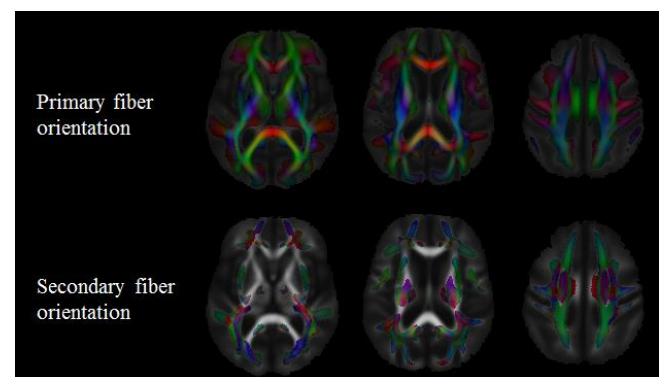 Primary fiber
orientation
Secondary fiber
orientation